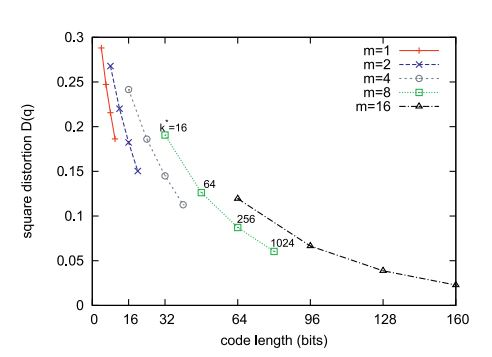 0.3
0.25
0.2
0.15
0.1
0.05
0
square distortion D(q)
m=1
m=2
m=4
m=8
m=16
k*=16
64
256
1024
0 16 32 64 96 128 160
code length (bits)